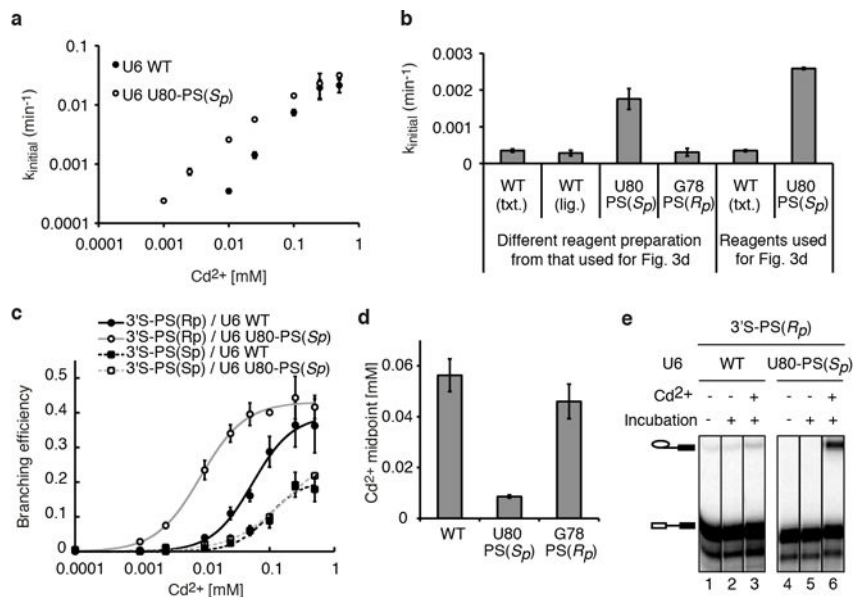 a
0.1
0.01
0.001
0.0001
k initial (min-1)
U6 WT
U6 U80-PS(Sp)
0.0001 0.001 0.01 0.1 1
Cd2+ [mM]
b
0.003
0.002
0.001
0
k initial (min-1)
WT (txt.)
WT (lig.)
U80 PS(Sp)
G78 PS(Rp)
WT (txt.)
U80 PS(Sp)
Different reagent preparation
from that used for Fig. 3d
Reagents used
for Fig. 3d
c
3'S-PS(Rp) / U6 WT
3'S-PS(Rp) / U6 U80-PS(Sp)
3'S-PS(Sp) / U6 WT
3'S-PS(Sp) / U6 U80-PS(Sp)
0.4
0.3
0.2
0.1
0
Branching efficiency
0.0001 0.001 0.01 0.1 1
Cd2+ [mM]
d
0.06
0.04
0.02
0
Cd2+ midpoint [mM]
WT
U80
PS(Sp)
G78
PS(Rp)
e
3'S-PS(Rp)
U6 WT U80-PS(Sp)
Cd2+ - - + - - +
Incubation - + + - + +
1 2 3 4 5 6